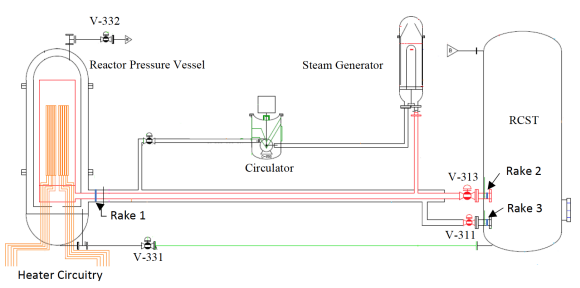 V-332
Reactor Pressure Vessel
Steam Generator
B
RCST
Circulator
V-313
Rake 2
Rake 1
Rake 3
V-311
V-331
Heater Circuitry